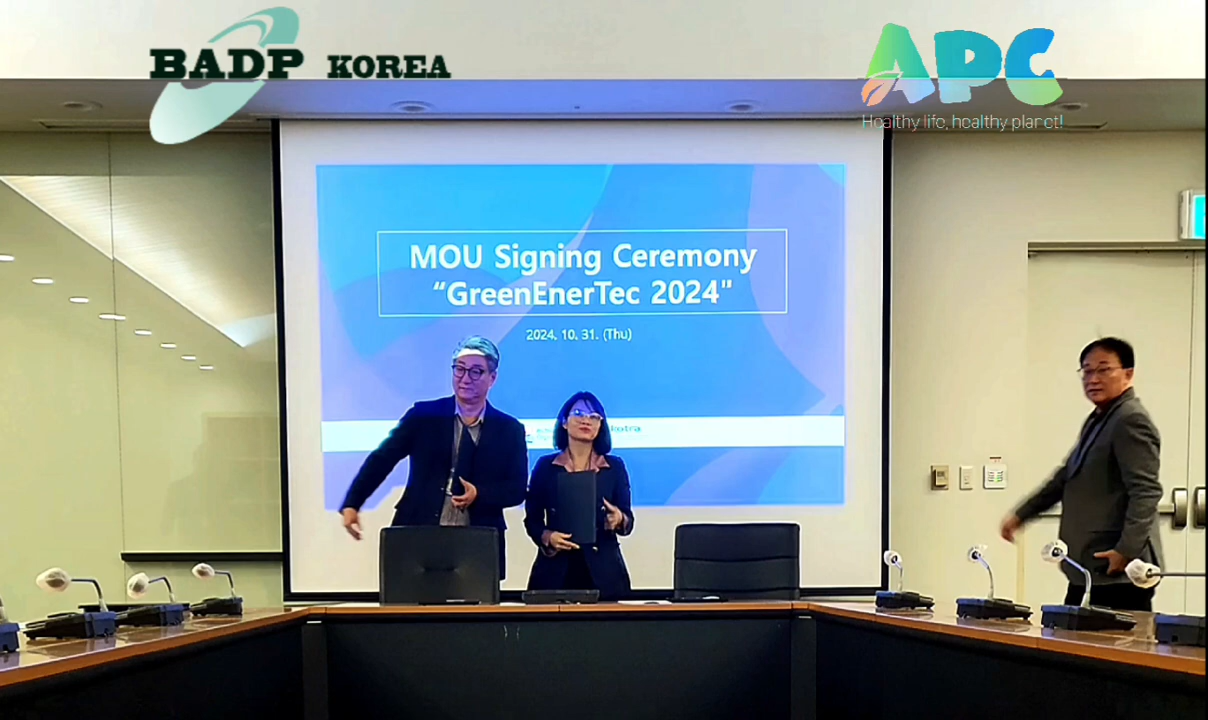 BADP KOREA
APC
Healthy life, healthy planet!
MOU Signing Ceremony
“GreenEnerTec 2024"
2024. 10. 31. (Thu)
kotra